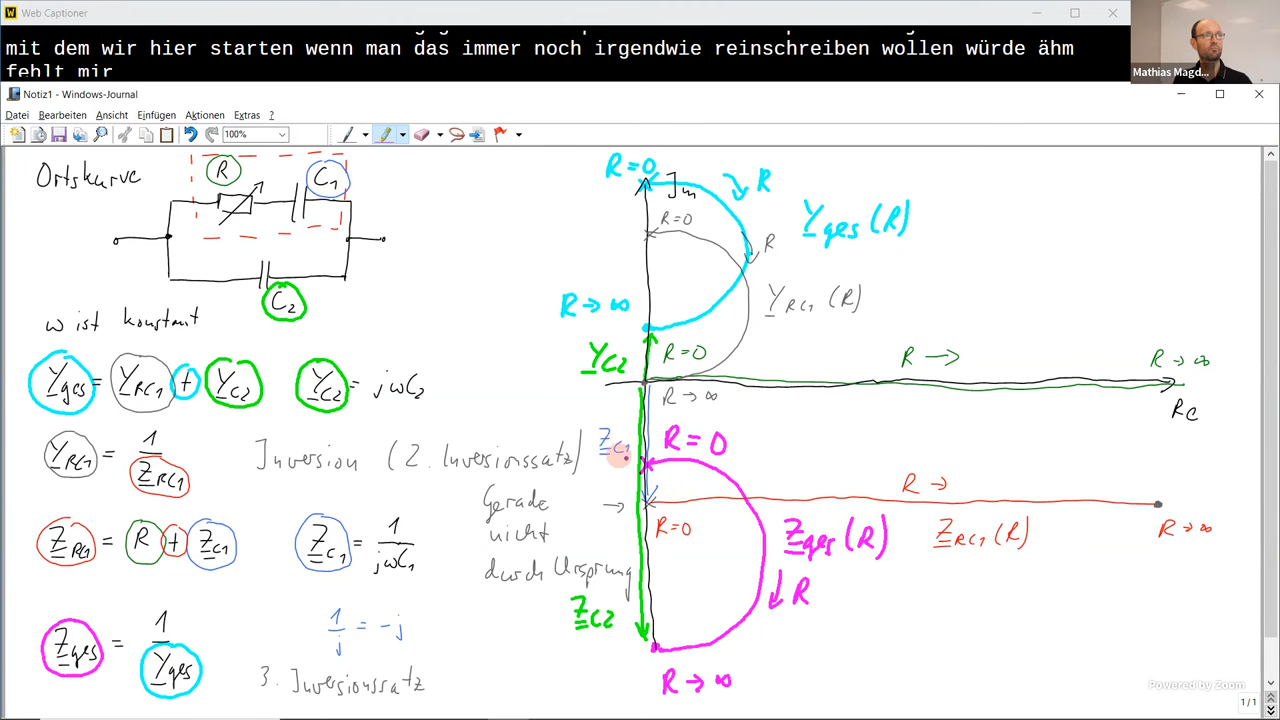 Web Captioner
mit dem wir hier starten wenn man das immer noch irgendwie reinschreiben wollen würde ähm
fehlt mir
Mathias Magd...
Notiz1 - Windows-Journal
Datei Bearbeiten Ansicht Einfügen Aktionen Extras ?
100%
Ortskurve
R
C1
C2
ω ist konstant
Yges = YRC1 + YC2
YC2 = jωC2
YRC1 = 1/ZRC1
Inversion (2. Inversionssatz)
ZRC1 = R + ZC1
ZC1 = 1/jωC1
Gerade
nicht
durch Ursprung
Zges = 1/Yges
1/j = -j
3. Inversionssatz
R=0
Jm
R
Yges (R)
R=0
R
YRC1 (R)
R → ∞
YC2
R=0
R →
R → ∞
R → ∞
Re
ZC1
R = 0
R →
R=0
Zges (R)
ZRC1 (R)
R → ∞
R
ZC2
R → ∞
Powered by Zoom
1 / 1